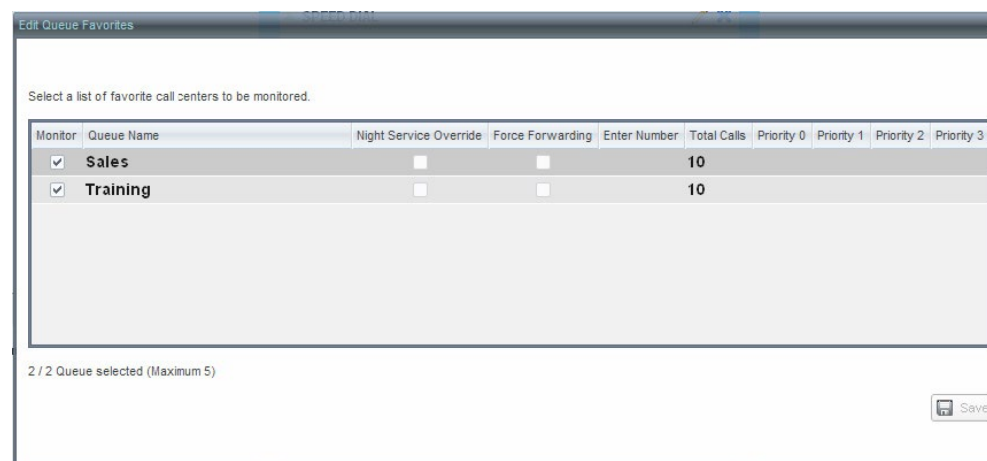 SPEED DIAL
Edit Queue Favorites
Select a list of favorite call centers to be monitored.
Monitor Queue Name Night Service Override Force Forwarding Enter Number Total Calls Priority 0 Priority 1 Priority 2 Priority 3
Sales 10
Training 10
2 / 2 Queue selected (Maximum 5)
Save